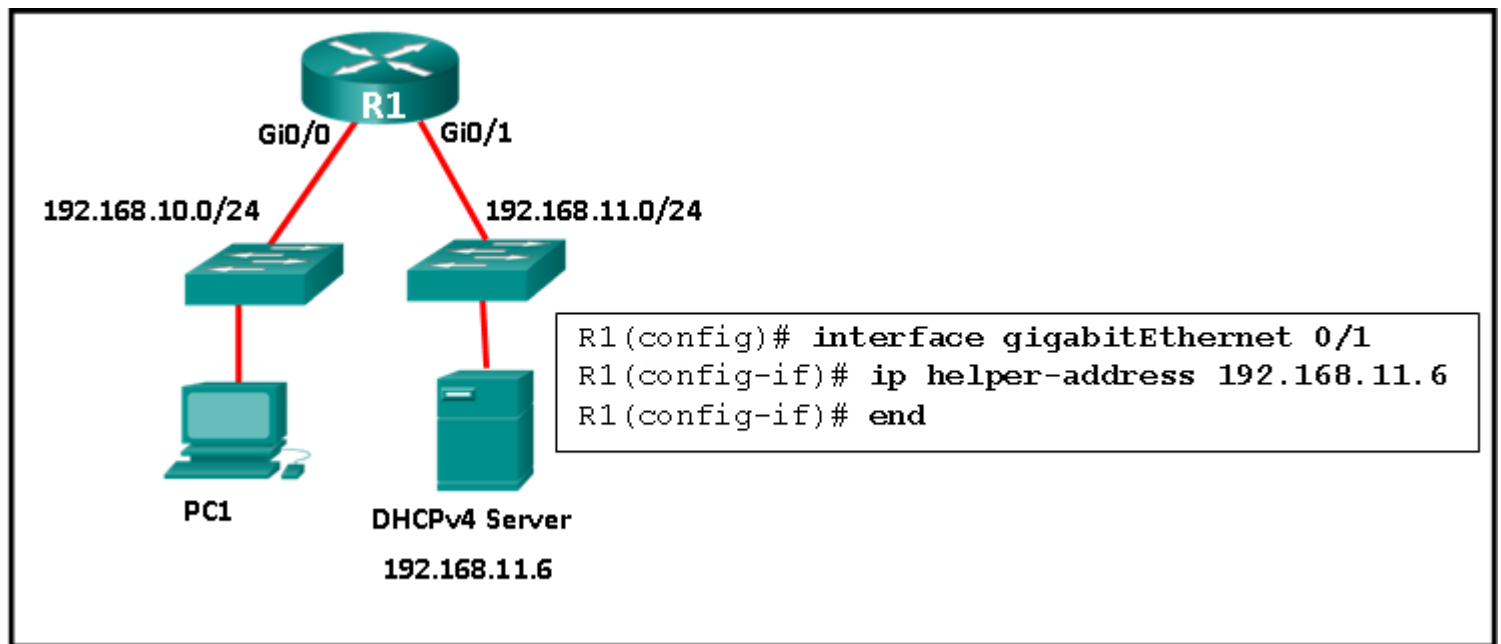 R1
Gi0/0
Gi0/1
192.168.10.0/24
192.168.11.0/24
R1(config)# interface gigabitEthernet 0/1
R1(config-if)# ip helper-address 192.168.11.6
R1(config-if)# end
PC1
DHCPv4 Server
192.168.11.6